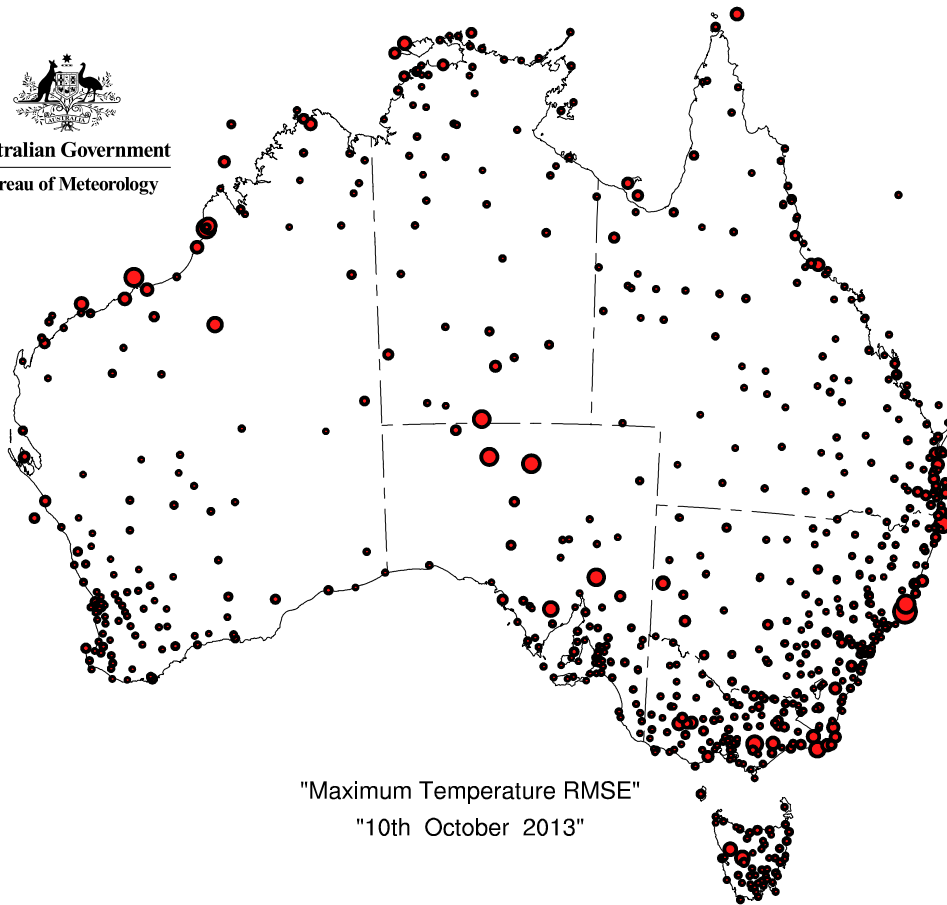 tralian Government
reau of Meteorology
"Maximum Temperature RMSE"
"10th October 2013"